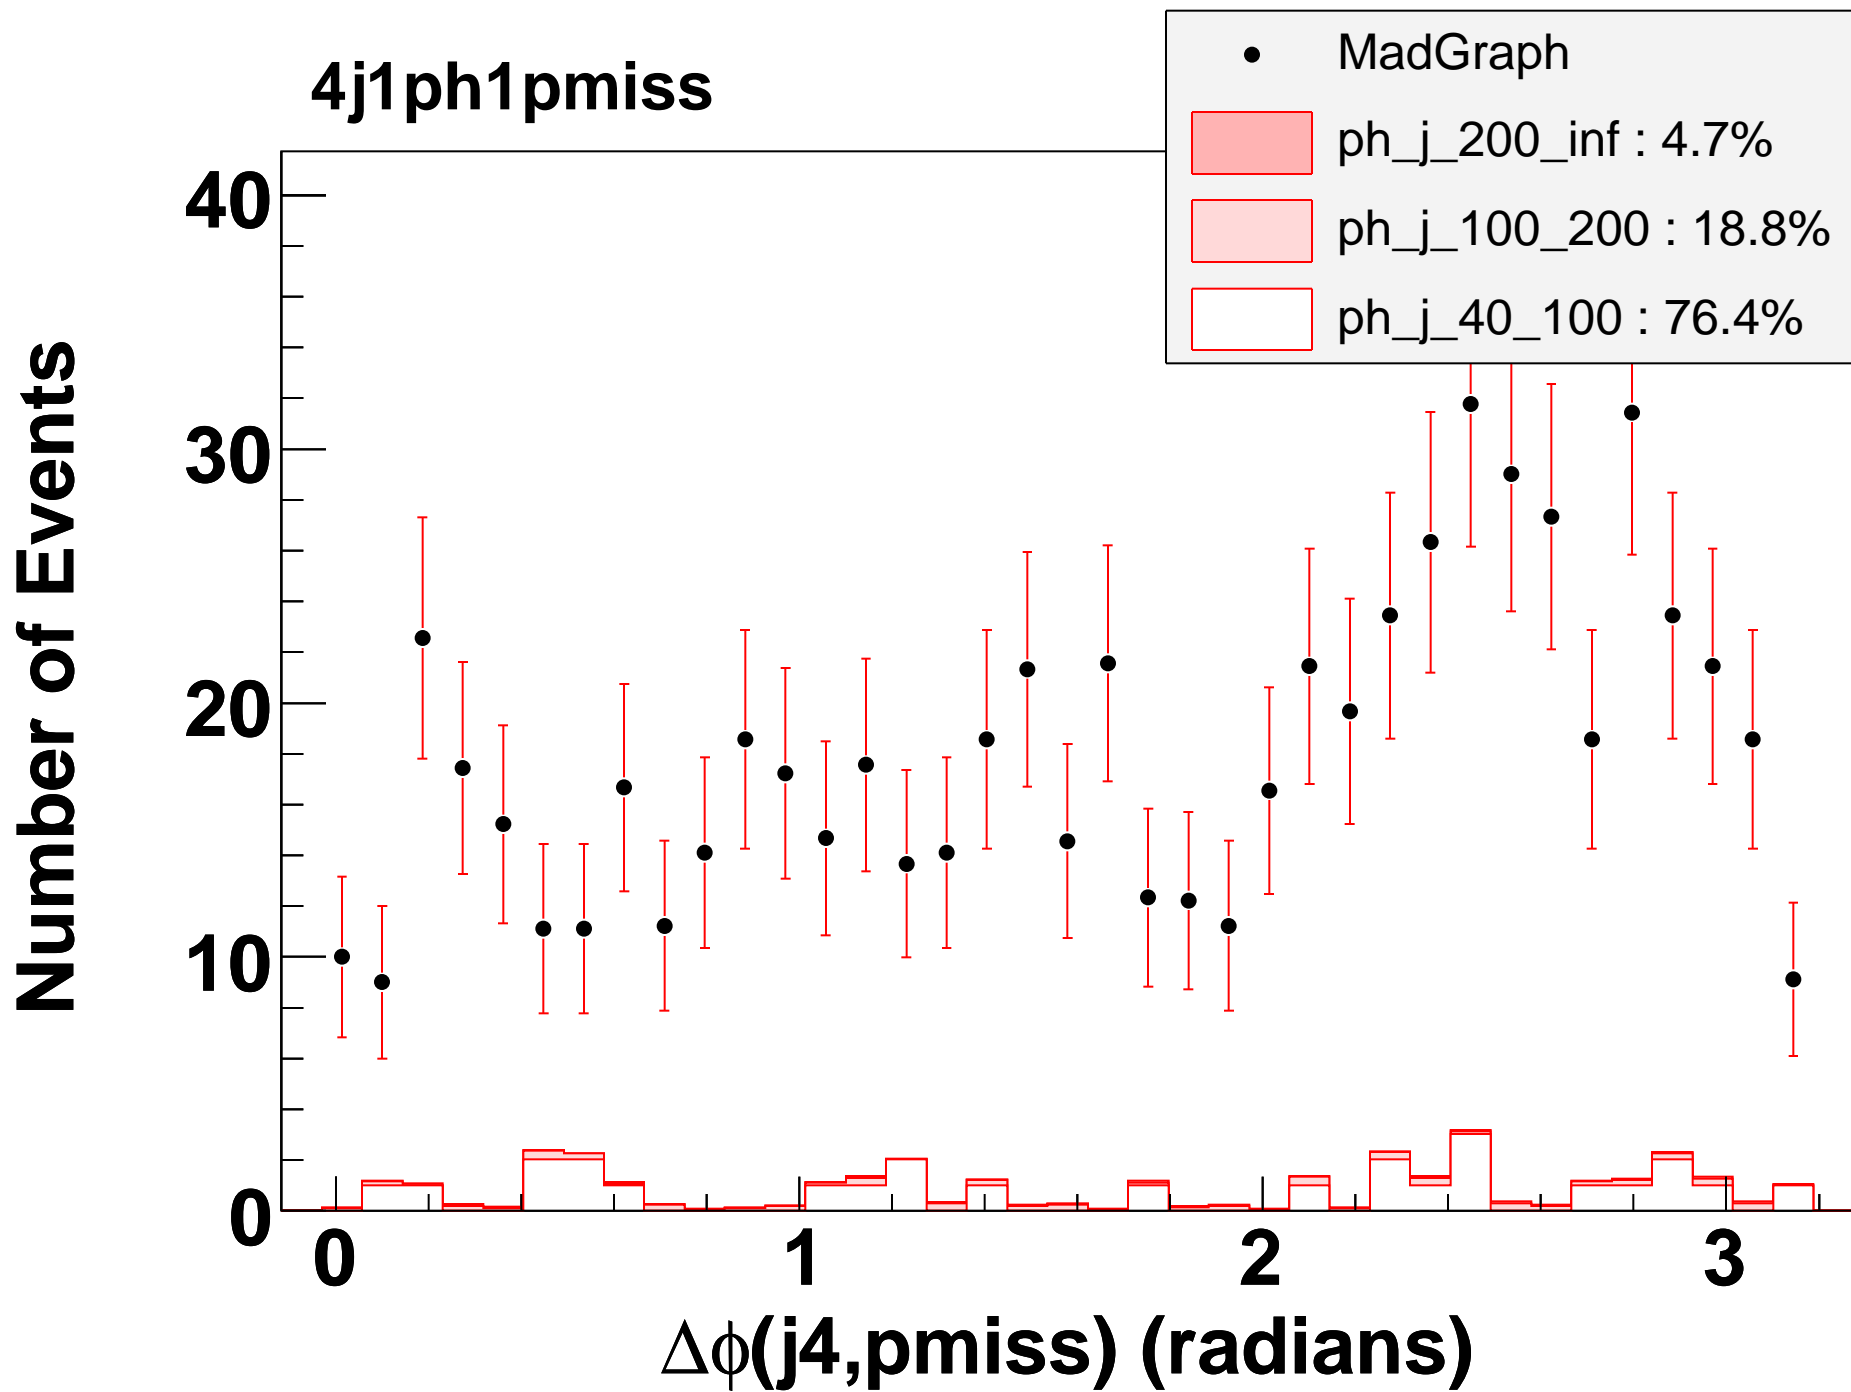 4j1ph1pmiss
MadGraph
ph_j_200_inf : 4.7%
ph_j_100_200 : 18.8%
ph_j_40_100 : 76.4%
Number of Events
40
30
20
10
0
0 1 2 3
Δϕ(j4,pmiss) (radians)